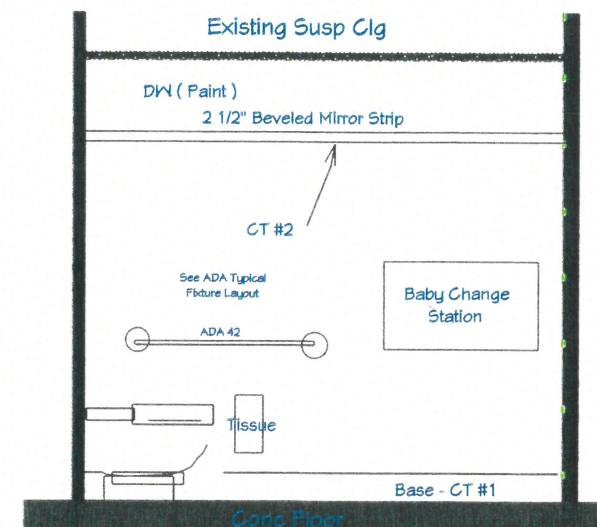 Existing Susp Clg
DW ( Paint )
2 1/2" Beveled Mirror Strip
CT #2
See ADA Typical
Fixture Layout
Baby Change
Station
ADA 42
Tissue
Base - CT #1
Conc Floor